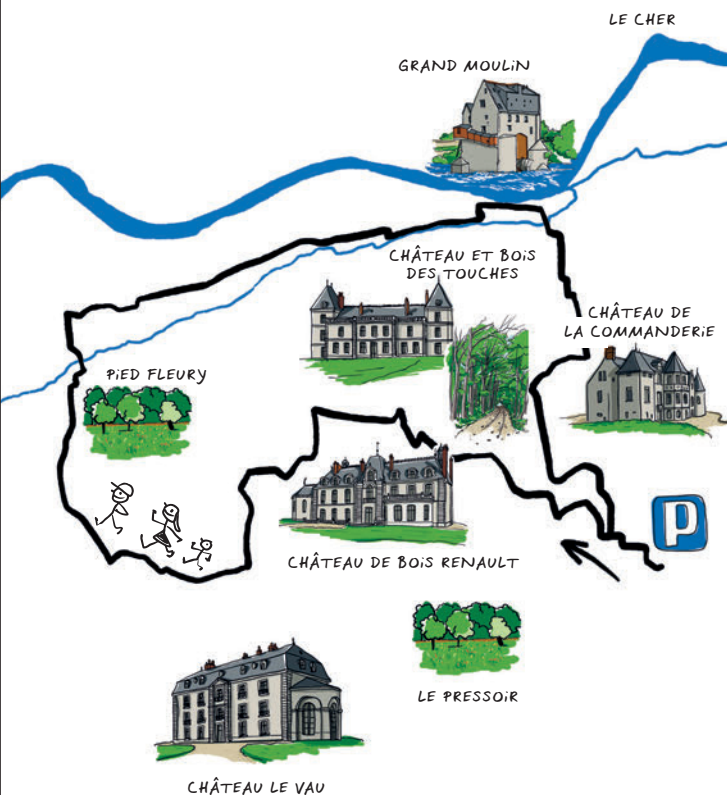 LE CHER
GRAND MOULIN
CHÂTEAU ET BOIS
DES TOUCHES
CHÂTEAU DE
LA COMMANDERIE
PIED FLEURY
P
CHÂTEAU DE BOIS RENAULT
LE PRESSOIR
CHÂTEAU LE VAU